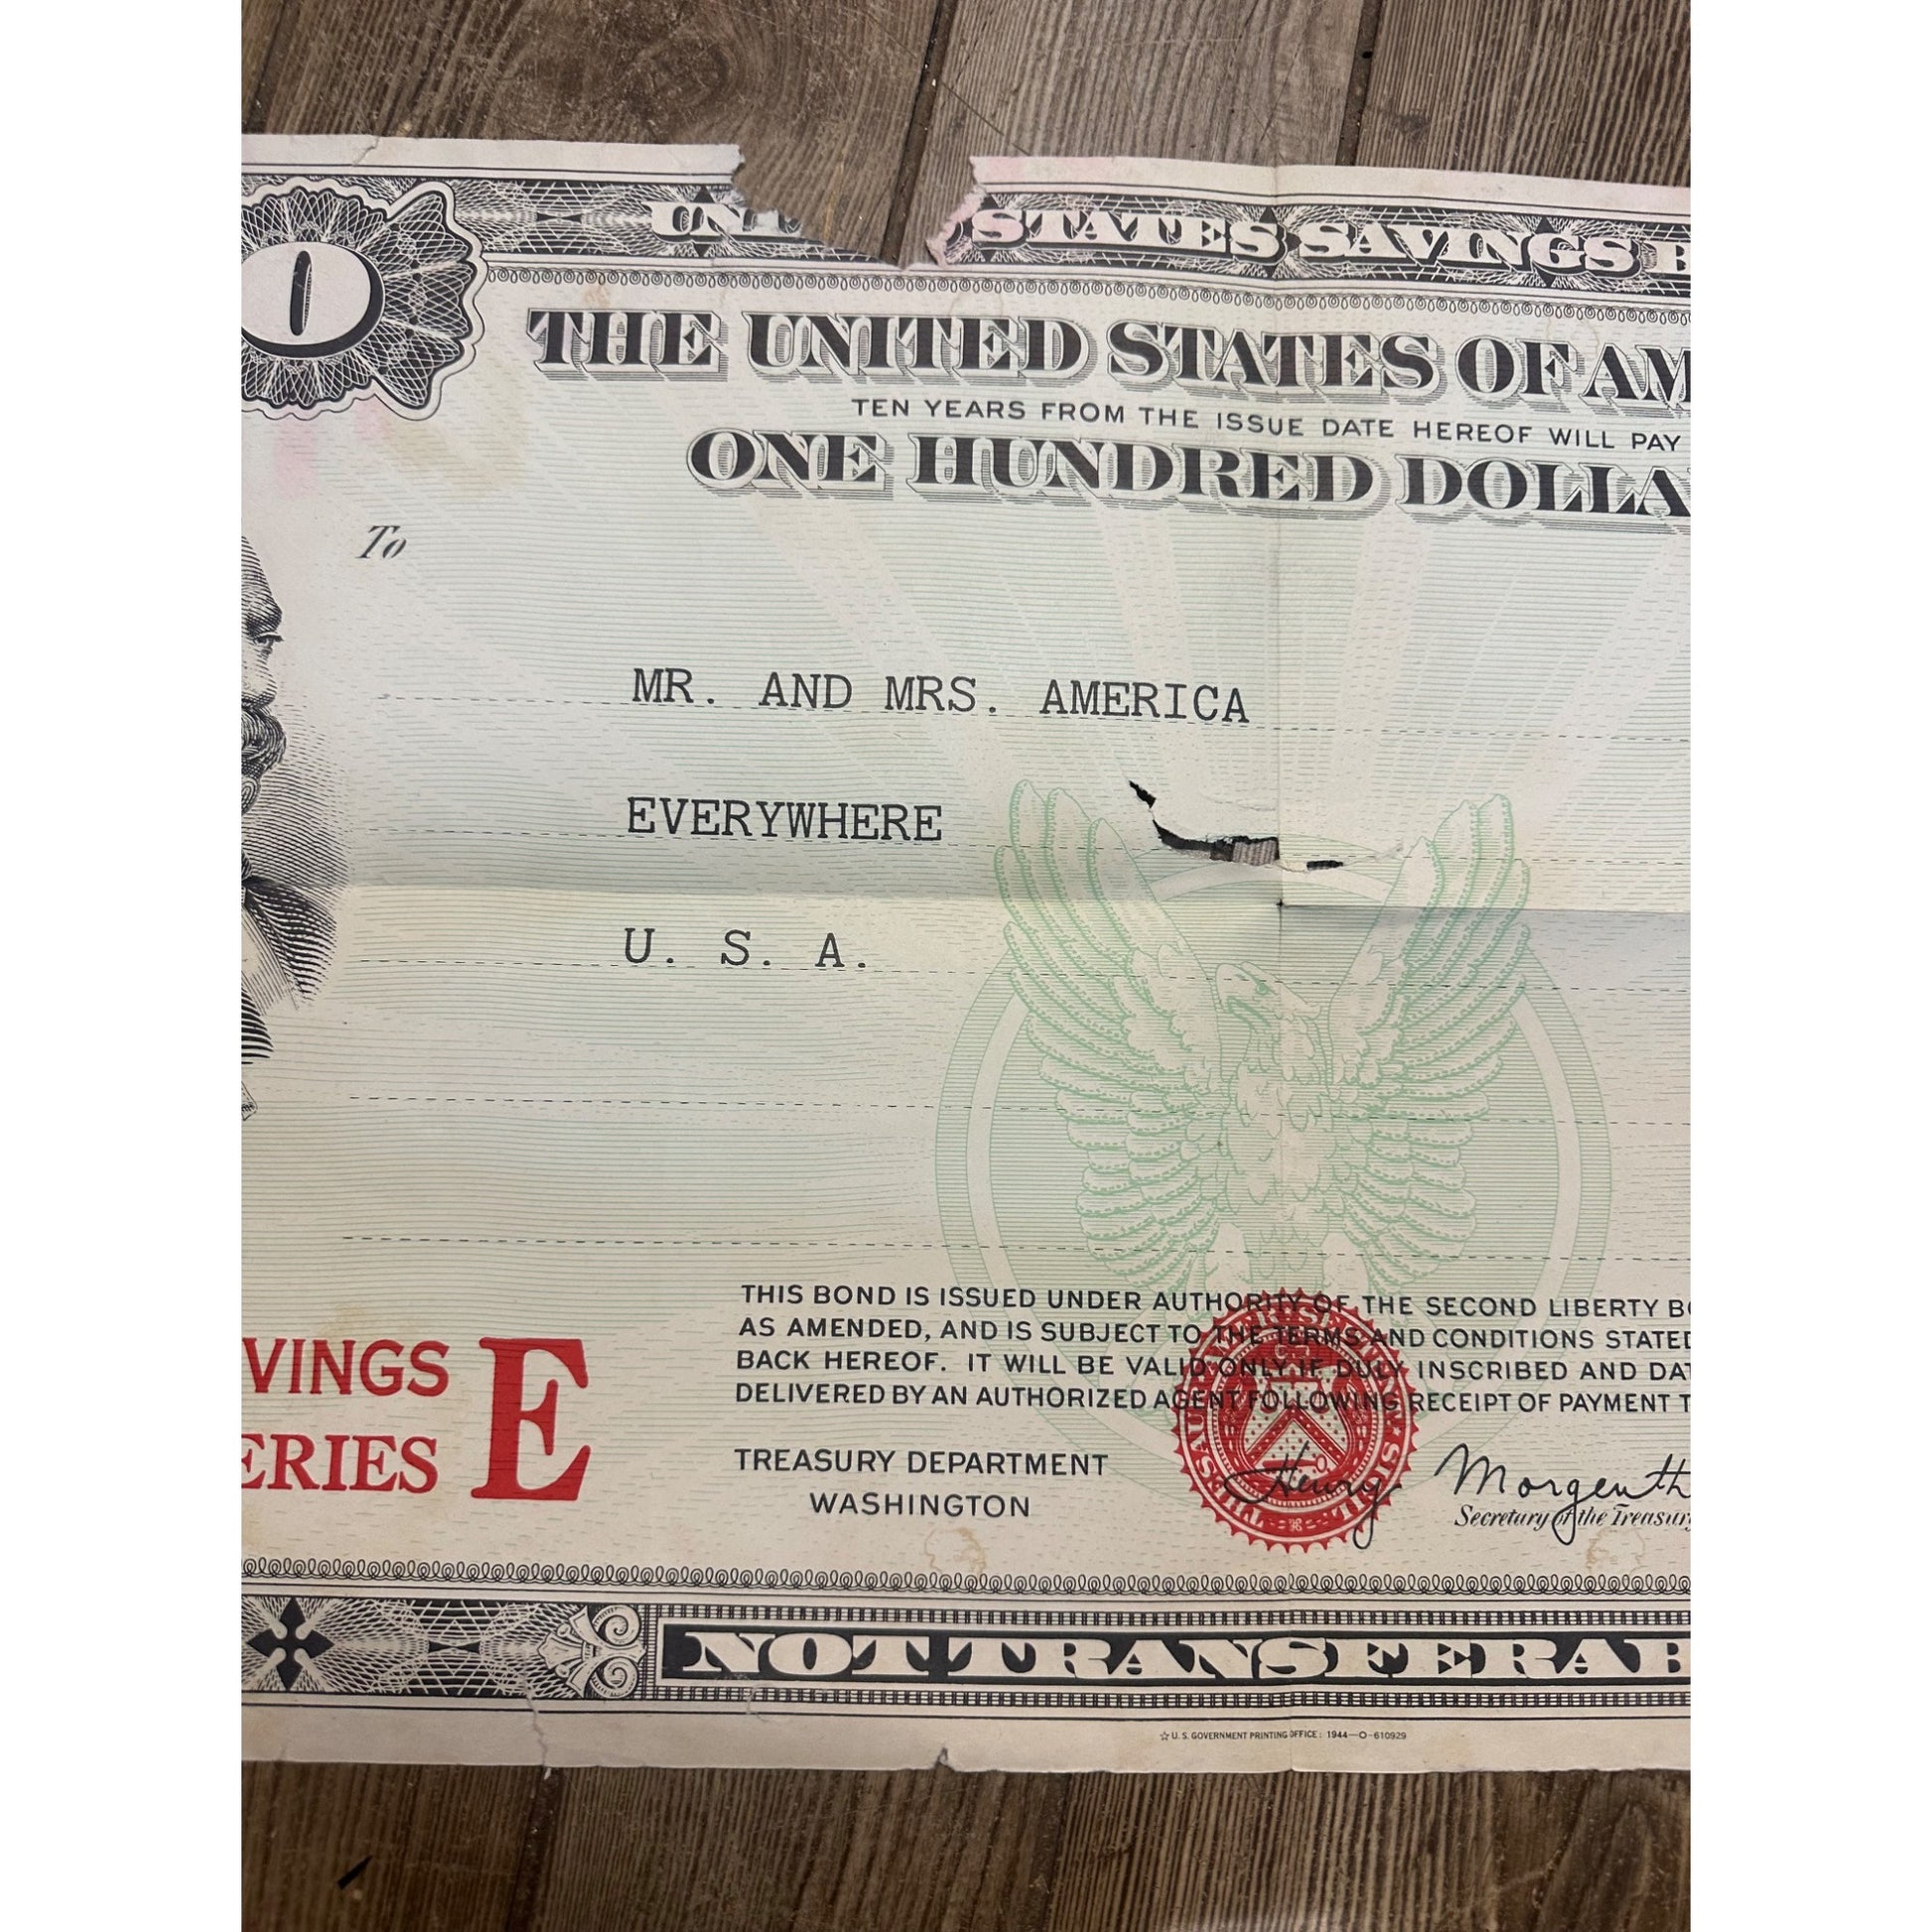 0
UN STATES SAVINGS B
THE UNITED STATES OF AM
TEN YEARS FROM THE ISSUE DATE HEREOF WILL PAY
ONE HUNDRED DOLLA
To
MR. AND MRS. AMERICA
EVERYWHERE
U. S. A.
THIS BOND IS ISSUED UNDER AUTHORITY OF THE SECOND LIBERTY BO
AS AMENDED, AND IS SUBJECT TO THE TERMS AND CONDITIONS STATED
BACK HEREOF. IT WILL BE VALID ONLY IF DULY INSCRIBED AND DAT
DELIVERED BY AN AUTHORIZED AGENT FOLLOWING RECEIPT OF PAYMENT T
VINGS
ERIES E
TREASURY DEPARTMENT
WASHINGTON
Henry Morgenth
Secretary of the Treasury
NOT TRANSFERAB
☆ U. S. GOVERNMENT PRINTING OFFICE : 1944—O-610929